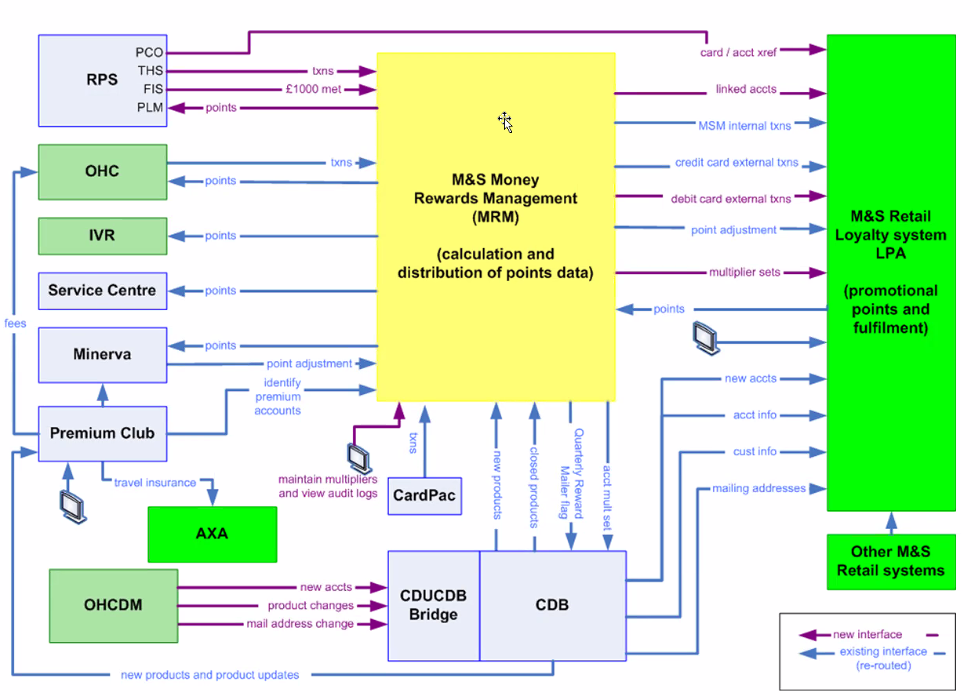 PCO
THS
FIS
PLM
RPS
txns
£1000 met
points
card / acct xref
linked accts
MSM internal txns
credit card external txns
debit card external txns
point adjustment
multiplier sets
points
OHC
txns
points
IVR
points
Service Centre
points
Minerva
points
point adjustment
fees
Premium Club
identify
premium
accounts
travel insurance
AXA
M&S Money
Rewards Management
(MRM)
(calculation and
distribution of points data)
M&S Retail
Loyalty system
LPA
(promotional
points and
fulfilment)
new accts
acct info
cust info
mailing addresses
maintain multipliers
and view audit logs
txns
CardPac
new products
closed products
Quarterly Reward
Mailer flag
acct mult set
Other M&S
Retail systems
OHCDM
new accts
product changes
mail address change
CDUCDB
Bridge
CDB
new products and product updates
new interface
existing interface
(re-routed)